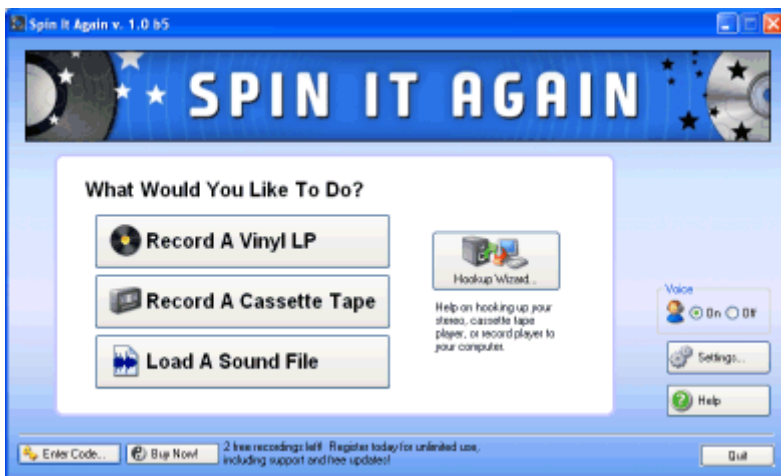 Spin It Again v. 1.0 b5
SPIN IT AGAIN
What Would You Like To Do?
Record A Vinyl LP
Record A Cassette Tape
Load A Sound File
Hookup Wizard...
Help on hooking up your
stereo, cassette tape
player, or record player to
your computer.
Voice
On Off
Settings...
Help
Enter Code...
Buy Now!
2 free recordings left! Register today for unlimited use,
including support and free updates!
Quit